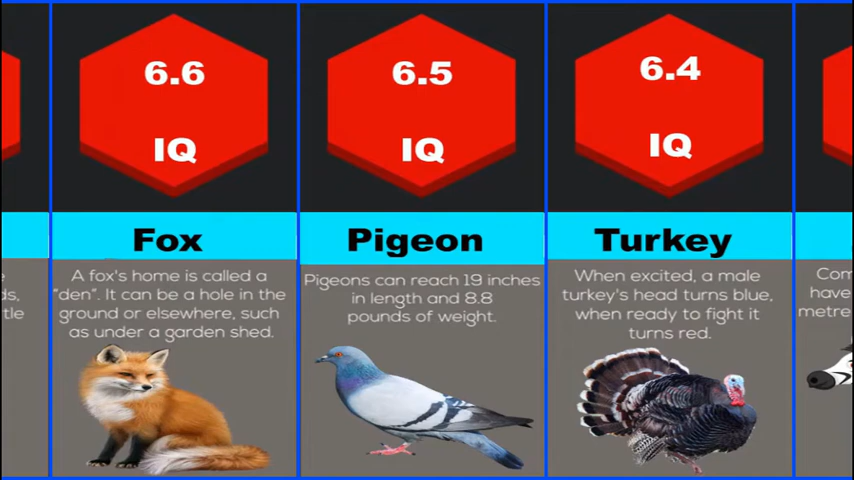 6.6
IQ
Fox
A fox's home is called a
"den". It can be a hole in the
ground or elsewhere, such
as under a garden shed.
6.5
IQ
Pigeon
Pigeons can reach 19 inches
in length and 8.8
pounds of weight.
6.4
IQ
Turkey
When excited, a male
turkey's head turns blue,
when ready to fight it
turns red.
have
metre